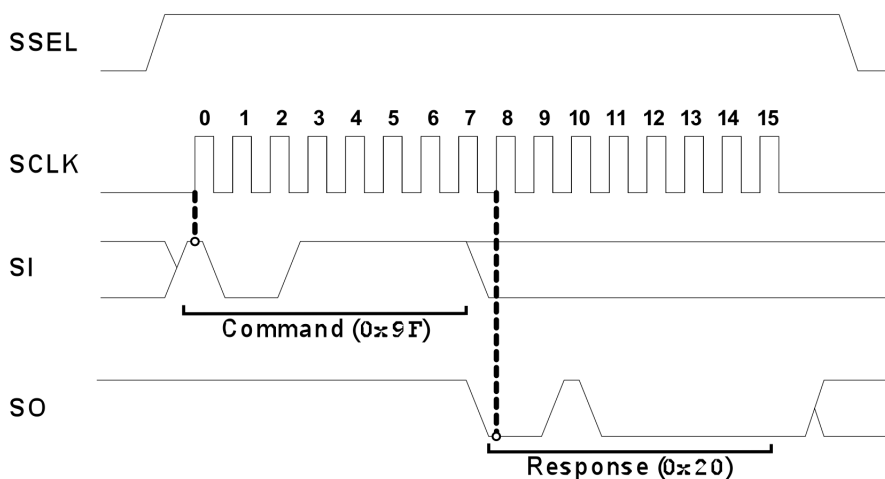 SSEL
0 1 2 3 4 5 6 7 8 9 10 11 12 13 14 15
SCLK
SI
Command (0x9F)
SO
Response (0x20)